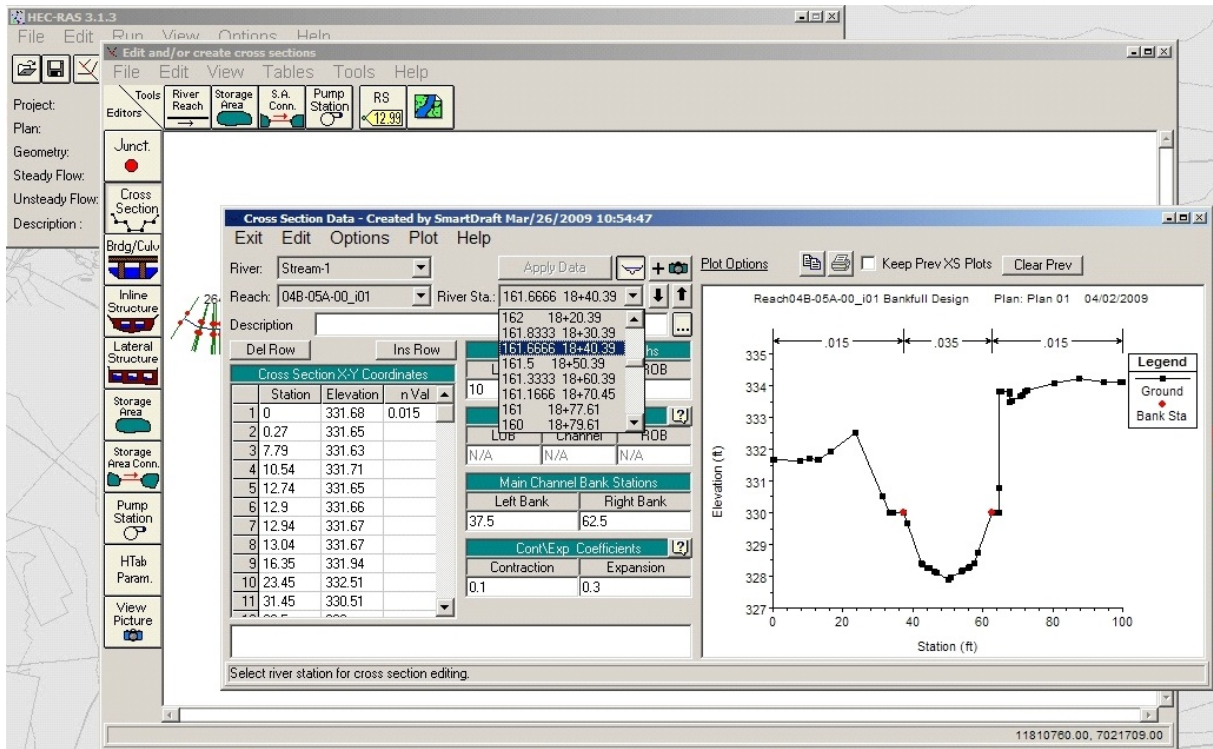 HEC-RAS 3.1.3
File Edit Run View Options Help
Project:
Plan:
Geometry:
Steady Flow:
Unsteady Flow:
Description :
Edit and/or create cross sections
File Edit View Tables Tools Help
Tools
Editors
River Reach
Storage Area
S.A. Conn.
Pump Station
RS
12.99
Junct.
Cross Section
Brdg/Culv
Inline Structure
Lateral Structure
Storage Area
Storage Area Conn.
Pump Station
HTab Param.
View Picture
Cross Section Data - Created by SmartDraft Mar/26/2009 10:54:47
Exit Edit Options Plot Help
River: Stream-1
Apply Data
Plot Options
Keep Prev XS Plots
Clear Prev
Reach: 04B-05A-00_i01
River Sta.: 161.6666 18+40.39
Description
...
162 18+20.39
161.8333 18+30.39
161.6666 18+40.39
161.5 18+50.39
161.3333 18+60.39
161.1666 18+70.45
161 18+77.61
160 18+79.61
Del Row
Ins Row
Cross Section X-Y Coordinates
Station Elevation n Val
1 0 331.68 0.015
2 0.27 331.65
3 7.79 331.63
4 10.54 331.71
5 12.74 331.65
6 12.9 331.66
7 12.94 331.67
8 13.04 331.67
9 16.35 331.94
10 23.45 332.51
11 31.45 330.51
10
LOB Channel ROB
N/A N/A N/A
Main Channel Bank Stations
Left Bank Right Bank
37.5 62.5
Cont\Exp Coefficients
Contraction Expansion
0.1 0.3
Reach04B-05A-00_i01 Bankfull Design Plan: Plan 01 04/02/2009
.015 .035 .015
335
334
333
332
331
330
329
328
327
Elevation (ft)
0 20 40 60 80 100
Station (ft)
Legend
Ground
Bank Sta
Select river station for cross section editing.
11810760.00, 7021709.00